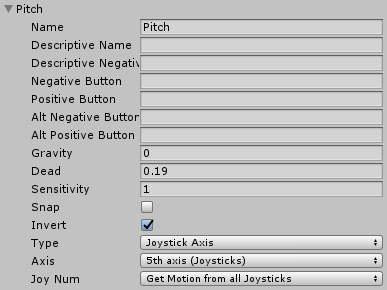 Pitch
Name Pitch
Descriptive Name
Descriptive Negativ
Negative Button
Positive Button
Alt Negative Button
Alt Positive Button
Gravity 0
Dead 0.19
Sensitivity 1
Snap
Invert
Type Joystick Axis
Axis 5th axis (Joysticks)
Joy Num Get Motion from all Joysticks